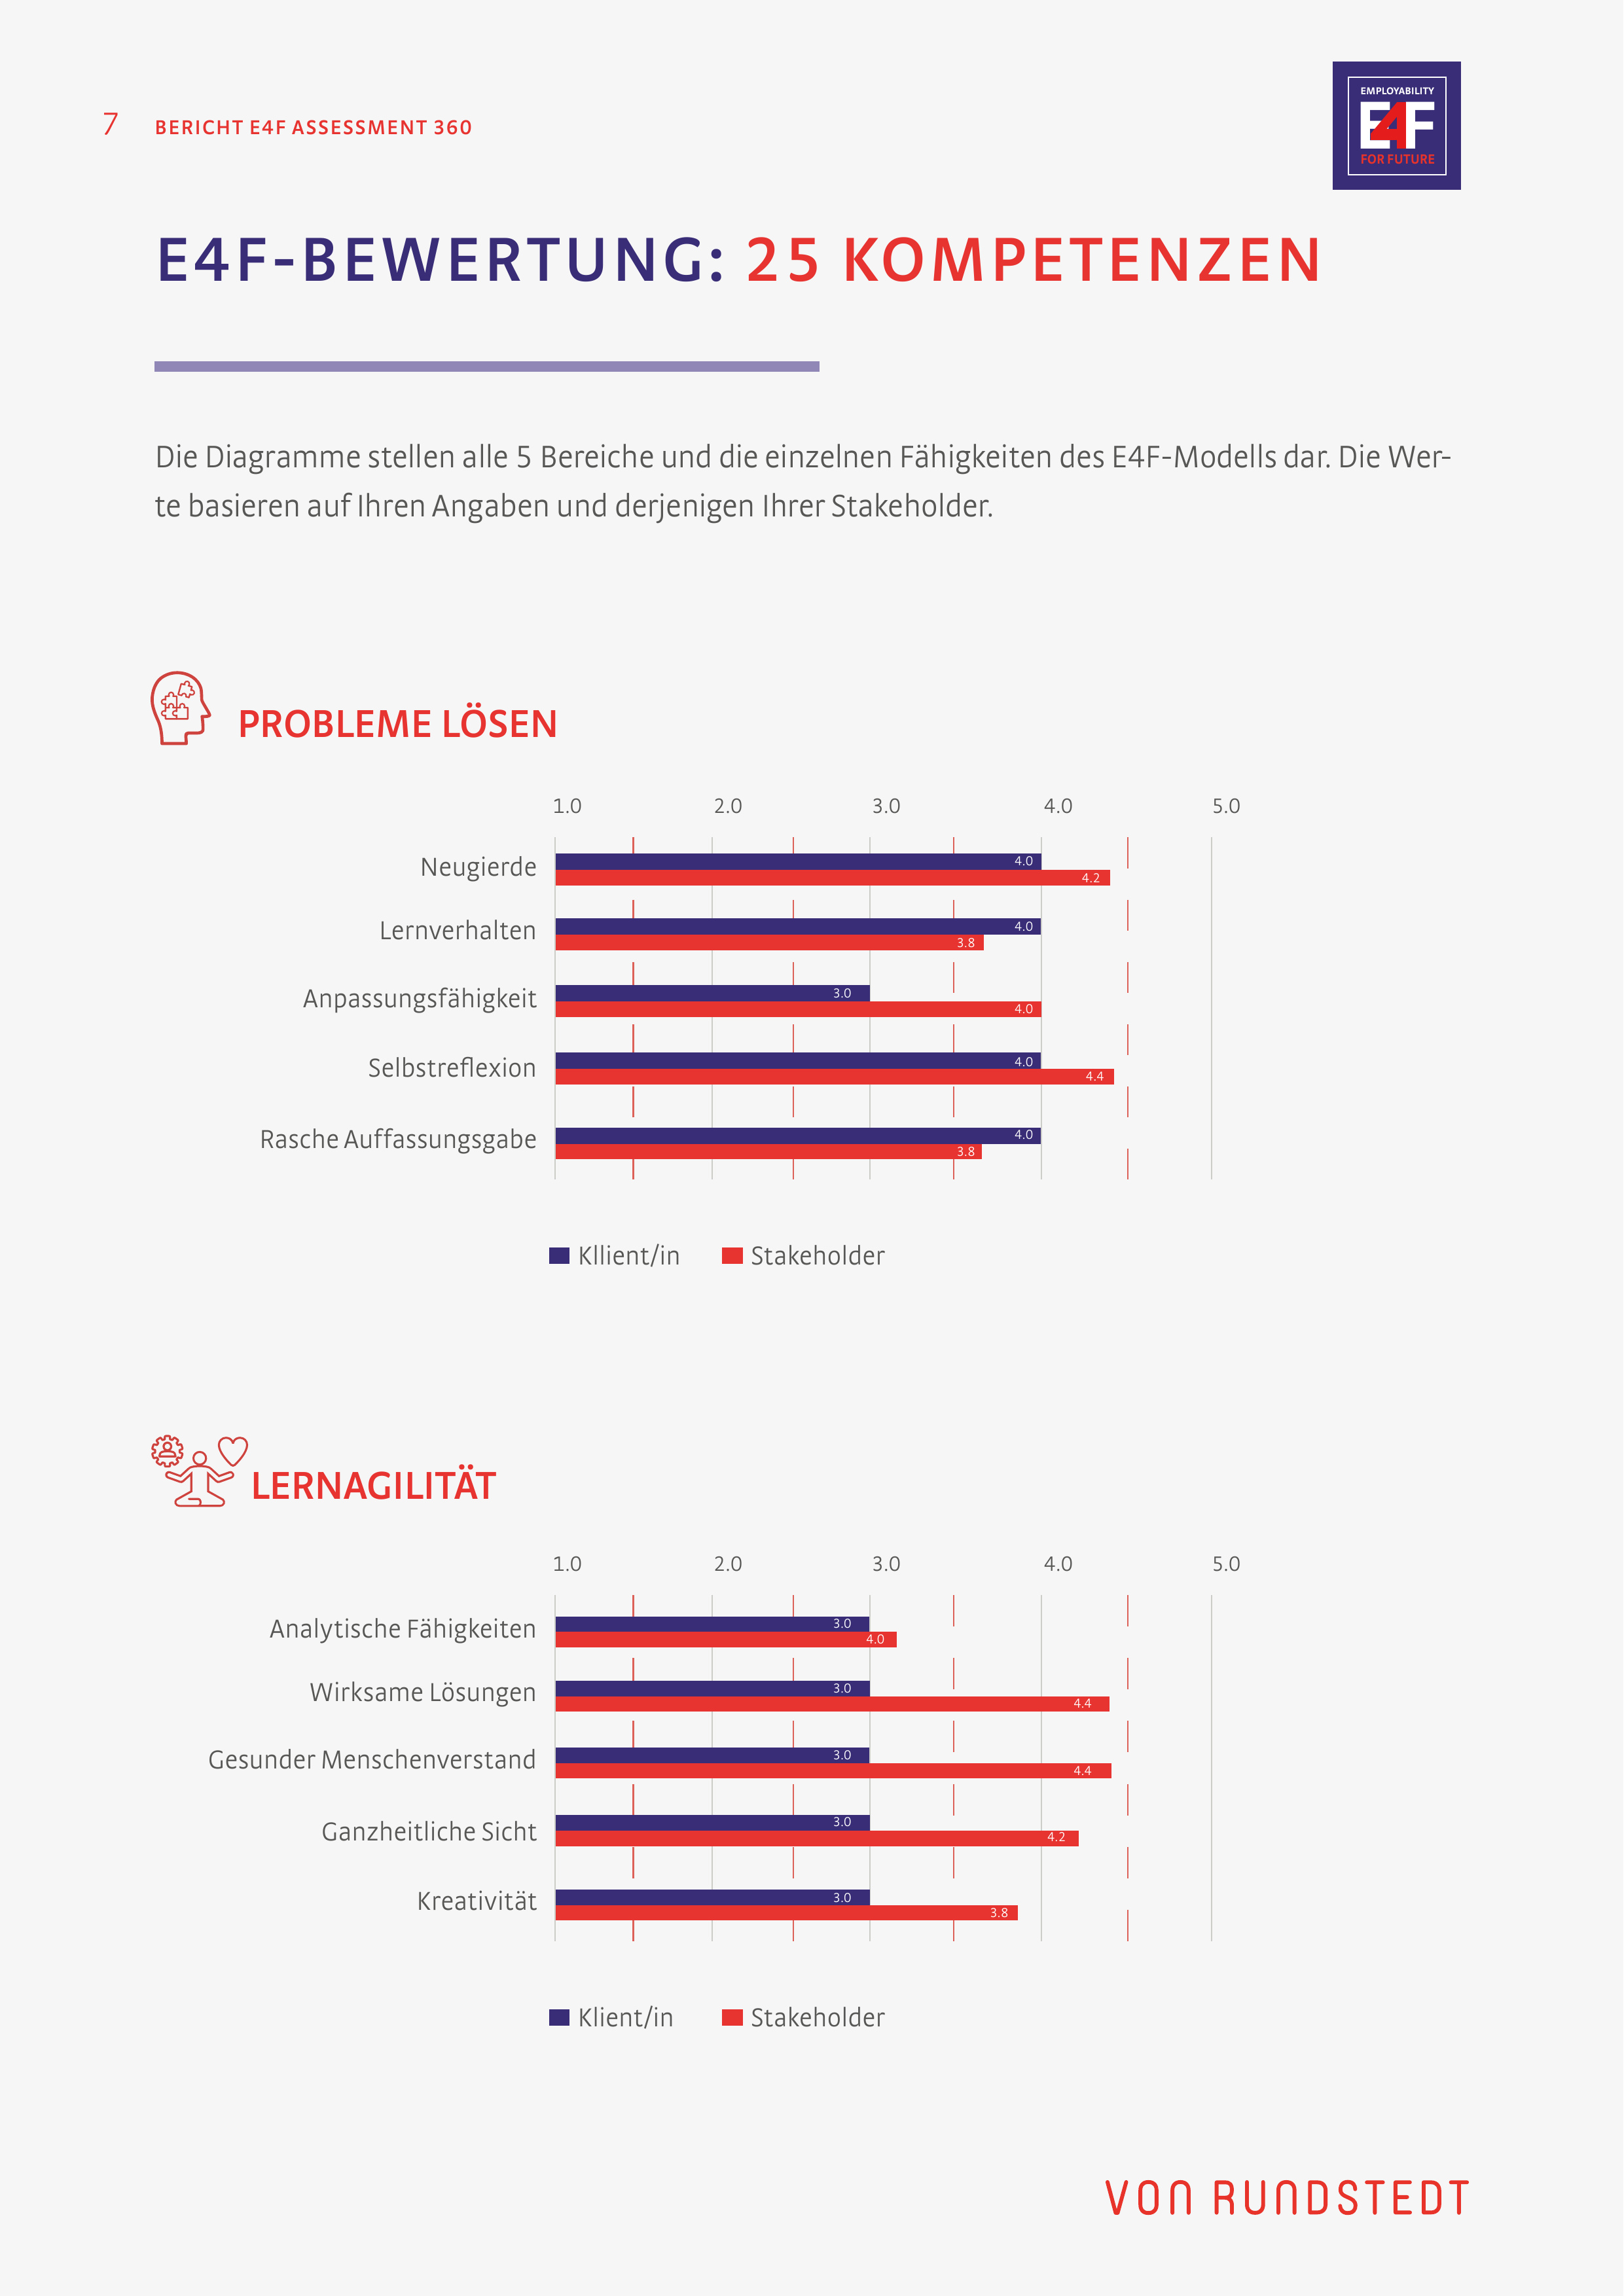 7 BERICHT E4F ASSESSMENT 360
EMPLOYABILITY
E4F
FOR FUTURE
E4F-BEWERTUNG: 25 KOMPETENZEN
Die Diagramme stellen alle 5 Bereiche und die einzelnen Fähigkeiten des E4F-Modells dar. Die Wer-
te basieren auf Ihren Angaben und derjenigen Ihrer Stakeholder.
PROBLEME LÖSEN
1.0 2.0 3.0 4.0 5.0
Neugierde 4.0
4.2
Lernverhalten 4.0
3.8
Anpassungsfähigkeit 3.0
4.0
Selbstreflexion 4.0
4.4
Rasche Auffassungsgabe 4.0
3.8
Kllient/in Stakeholder
LERNAGILITÄT
1.0 2.0 3.0 4.0 5.0
Analytische Fähigkeiten 3.0
4.0
Wirksame Lösungen 3.0
4.4
Gesunder Menschenverstand 3.0
4.4
Ganzheitliche Sicht 3.0
4.2
Kreativität 3.0
3.8
Klient/in Stakeholder
VON RUNDSTEDT